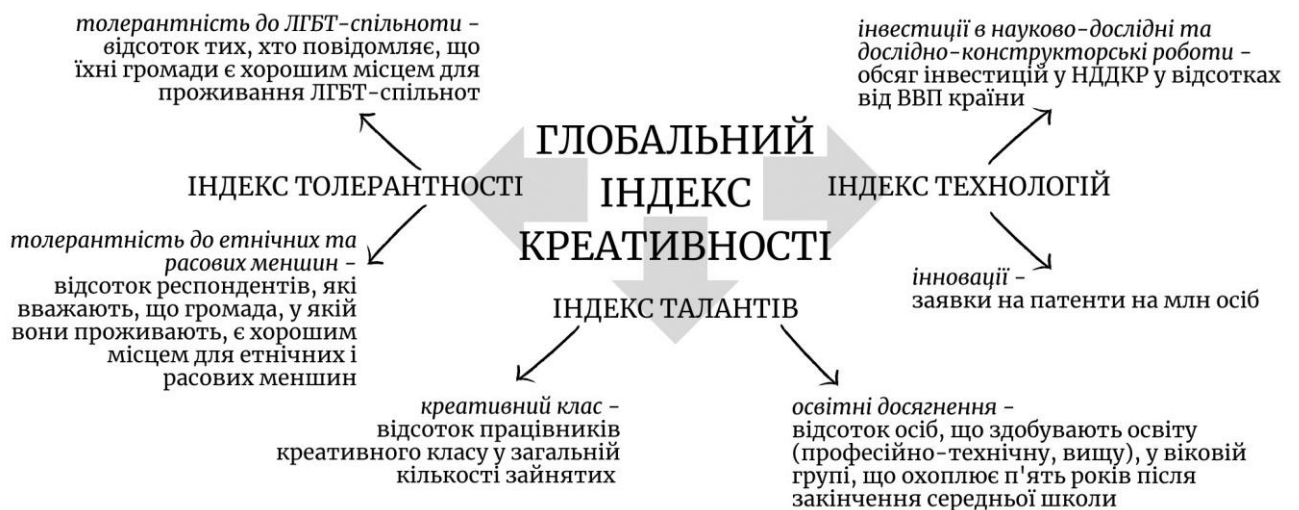 толерантність до ЛГБТ-спільноти –
відсоток тих, хто повідомляє, що
їхні громади є хорошим місцем для
проживання ЛГБТ-спільнот
інвестиції в науково-дослідні та
дослідно-конструкторські роботи –
обсяг інвестицій у НДДКР у відсотках
від ВВП країни
ГЛОБАЛЬНИЙ
ІНДЕКС
КРЕАТИВНОСТІ
ІНДЕКС ТОЛЕРАНТНОСТІ
ІНДЕКС ТЕХНОЛОГІЙ
толерантність до етнічних та
расових меншин –
відсоток респондентів, які
вважають, що громада, у якій
вони проживають, є хорошим
місцем для етнічних і
расових меншин
інновації –
заявки на патенти на млн осіб
ІНДЕКС ТАЛАНТІВ
креативний клас –
відсоток працівників
креативного класу у загальній
кількості зайнятих
освітні досягнення –
відсоток осіб, що здобувають освіту
(професійно-технічну, вищу), у віковій
групі, що охоплює п'ять років після
закінчення середньої школи